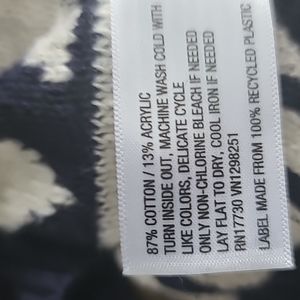 87% COTTON / 13% ACRYLIC
TURN INSIDE OUT, MACHINE WASH COLD WITH
LIKE COLORS, DELICATE CYCLE
ONLY NON-CHLORINE BLEACH IF NEEDED
LAY FLAT TO DRY, COOL IRON IF NEEDED
RN17730 VN1298251
LABEL MADE FROM 100% RECYCLED PLASTIC